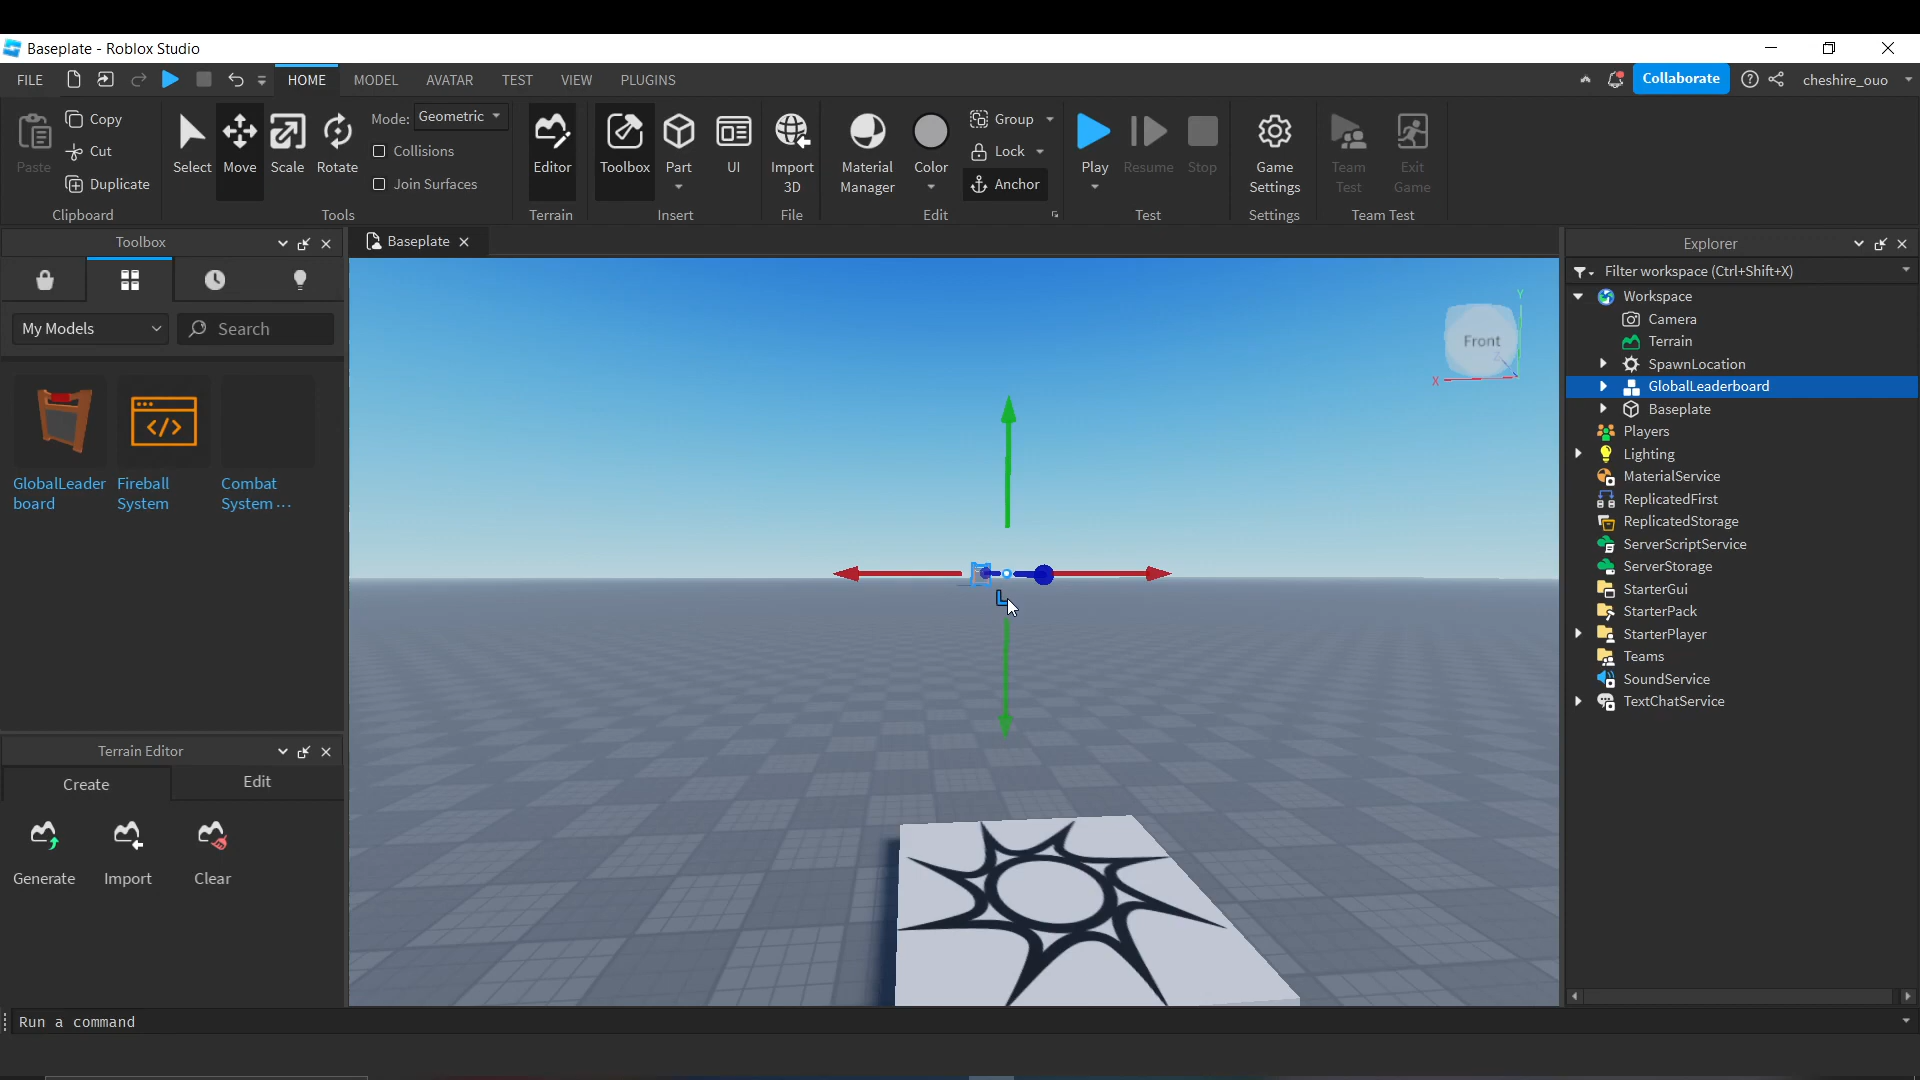 Baseplate - Roblox Studio
FILE HOME MODEL AVATAR TEST VIEW PLUGINS Collaborate cheshire_ouo
Paste
Copy
Cut
Duplicate
Clipboard
Select Move Scale Rotate
Mode: Geometric
Collisions
Join Surfaces
Tools
Editor
Terrain
Toolbox Part UI
Insert
Import
3D
File
Material
Manager
Color
Group
Lock
Anchor
Edit
Play Resume Stop
Test
Game
Settings
Settings
Team
Test
Exit
Game
Team Test
Toolbox
My Models
Search
GlobalLeader
board
Fireball
System
Combat
System ...
Terrain Editor
Create Edit
Generate Import Clear
Baseplate
Front
Y
X
Explorer
Filter workspace (Ctrl+Shift+X)
Workspace
Camera
Terrain
SpawnLocation
GlobalLeaderboard
Baseplate
Players
Lighting
MaterialService
ReplicatedFirst
ReplicatedStorage
ServerScriptService
ServerStorage
StarterGui
StarterPack
StarterPlayer
Teams
SoundService
TextChatService
Run a command